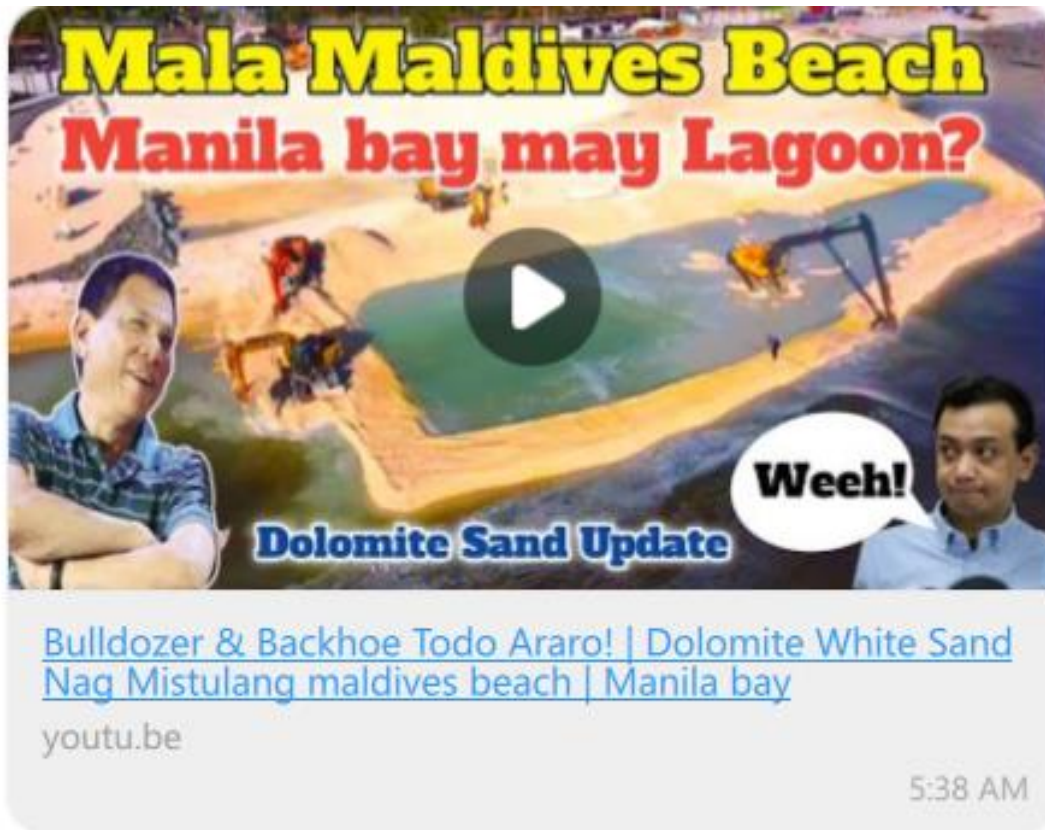 Mala Maldives Beach
Manila bay may Lagoon?
Weeh!
Dolomite Sand Update
Bulldozer & Backhoe Todo Araro! | Dolomite White Sand
Nag Mistulang maldives beach | Manila bay
youtu.be
5:38 AM